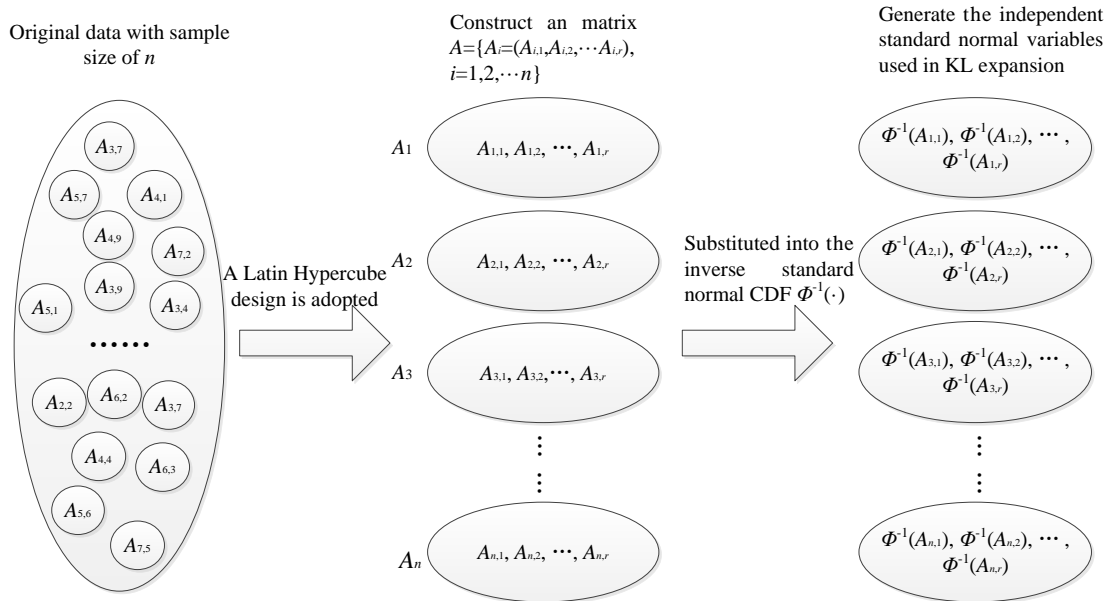 Original data with sample
size of n
A3,7
A5,7
A4,1
A4,9
A7,2
A3,9
A5,1
A3,4
······
A2,2
A6,2
A3,7
A4,4
A6,3
A5,6
A7,5
A Latin Hypercube
design is adopted
Construct an matrix
A={Ai=(Ai,1,Ai,2,···Ai,r),
i=1,2,···n}
A1
A1,1, A1,2, ···, A1,r
A2
A2,1, A2,2, ···, A2,r
A3
A3,1, A3,2,···, A3,r
An
An,1, An,2, ···, An,r
Substituted into the
inverse standard
normal CDF Φ⁻¹(·)
Generate the independent
standard normal variables
used in KL expansion
Φ⁻¹(A1,1), Φ⁻¹(A1,2), ··· ,
Φ⁻¹(A1,r)
Φ⁻¹(A2,1), Φ⁻¹(A2,2), ··· ,
Φ⁻¹(A2,r)
Φ⁻¹(A3,1), Φ⁻¹(A3,2), ··· ,
Φ⁻¹(A3,r)
Φ⁻¹(An,1), Φ⁻¹(An,2), ··· ,
Φ⁻¹(An,r)